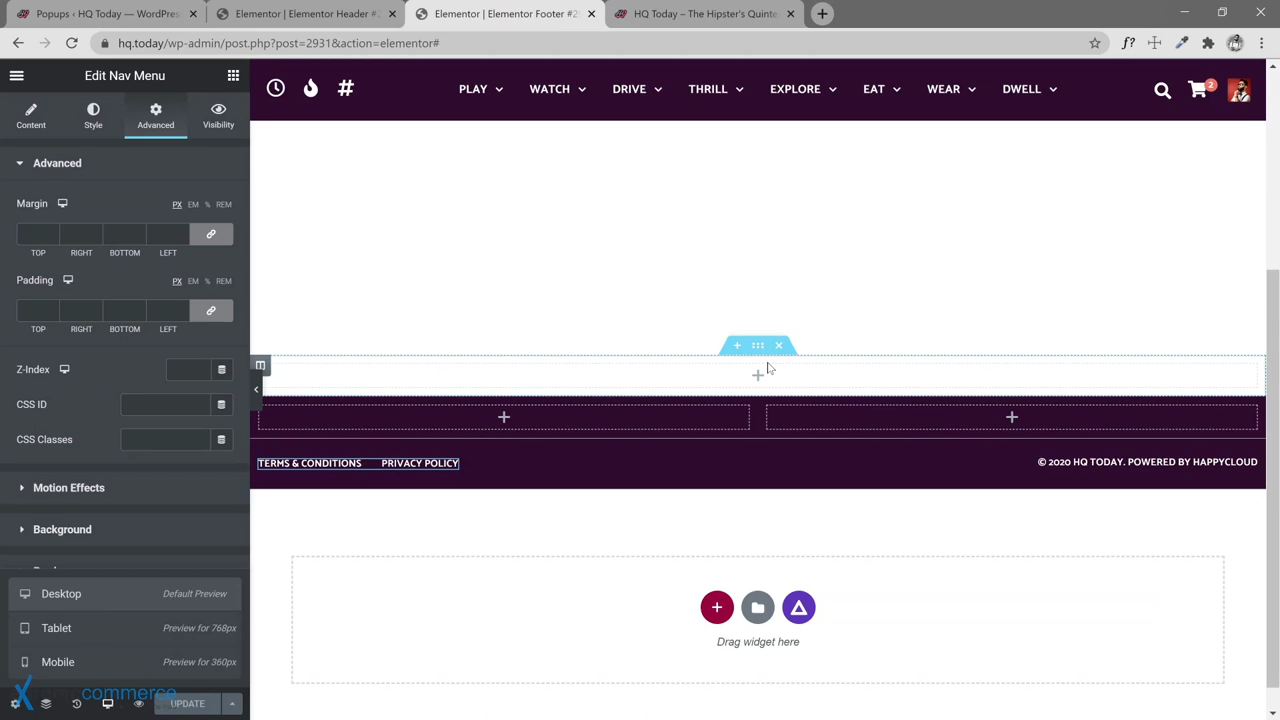 Popups ‹ HQ Today — WordPres
Elementor | Elementor Header #2
Elementor | Elementor Footer #2
HQ Today – The Hipster's Quinte
hq.today/wp-admin/post.php?post=2931&action=elementor#
Edit Nav Menu
PLAY WATCH DRIVE THRILL EXPLORE EAT WEAR DWELL
2
Content Style Advanced Visibility
Advanced
Margin PX EM % REM
TOP RIGHT BOTTOM LEFT
Padding PX EM % REM
TOP RIGHT BOTTOM LEFT
Z-Index
CSS ID
CSS Classes
TERMS & CONDITIONS PRIVACY POLICY
© 2020 HQ TODAY. POWERED BY HAPPYCLOUD
Motion Effects
Background
Desktop Default Preview
Tablet Preview for 768px
Mobile Preview for 360px
Drag widget here
commerce
UPDATE